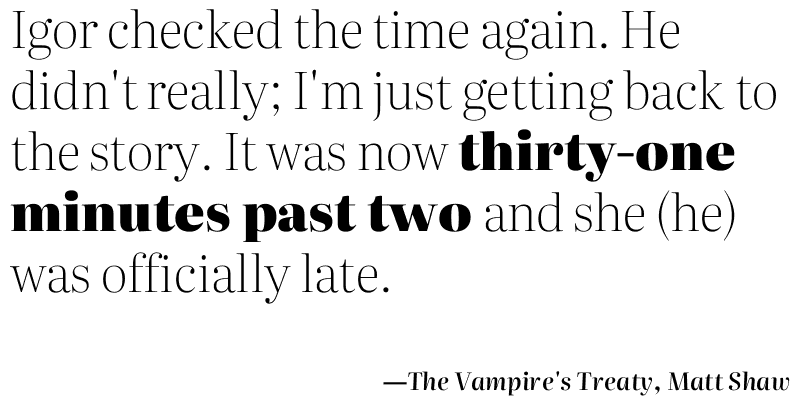 Igor checked the time again. He
didn't really; I'm just getting back to
the story. It was now thirty-one
minutes past two and she (he)
was officially late.
—The Vampire's Treaty, Matt Shaw